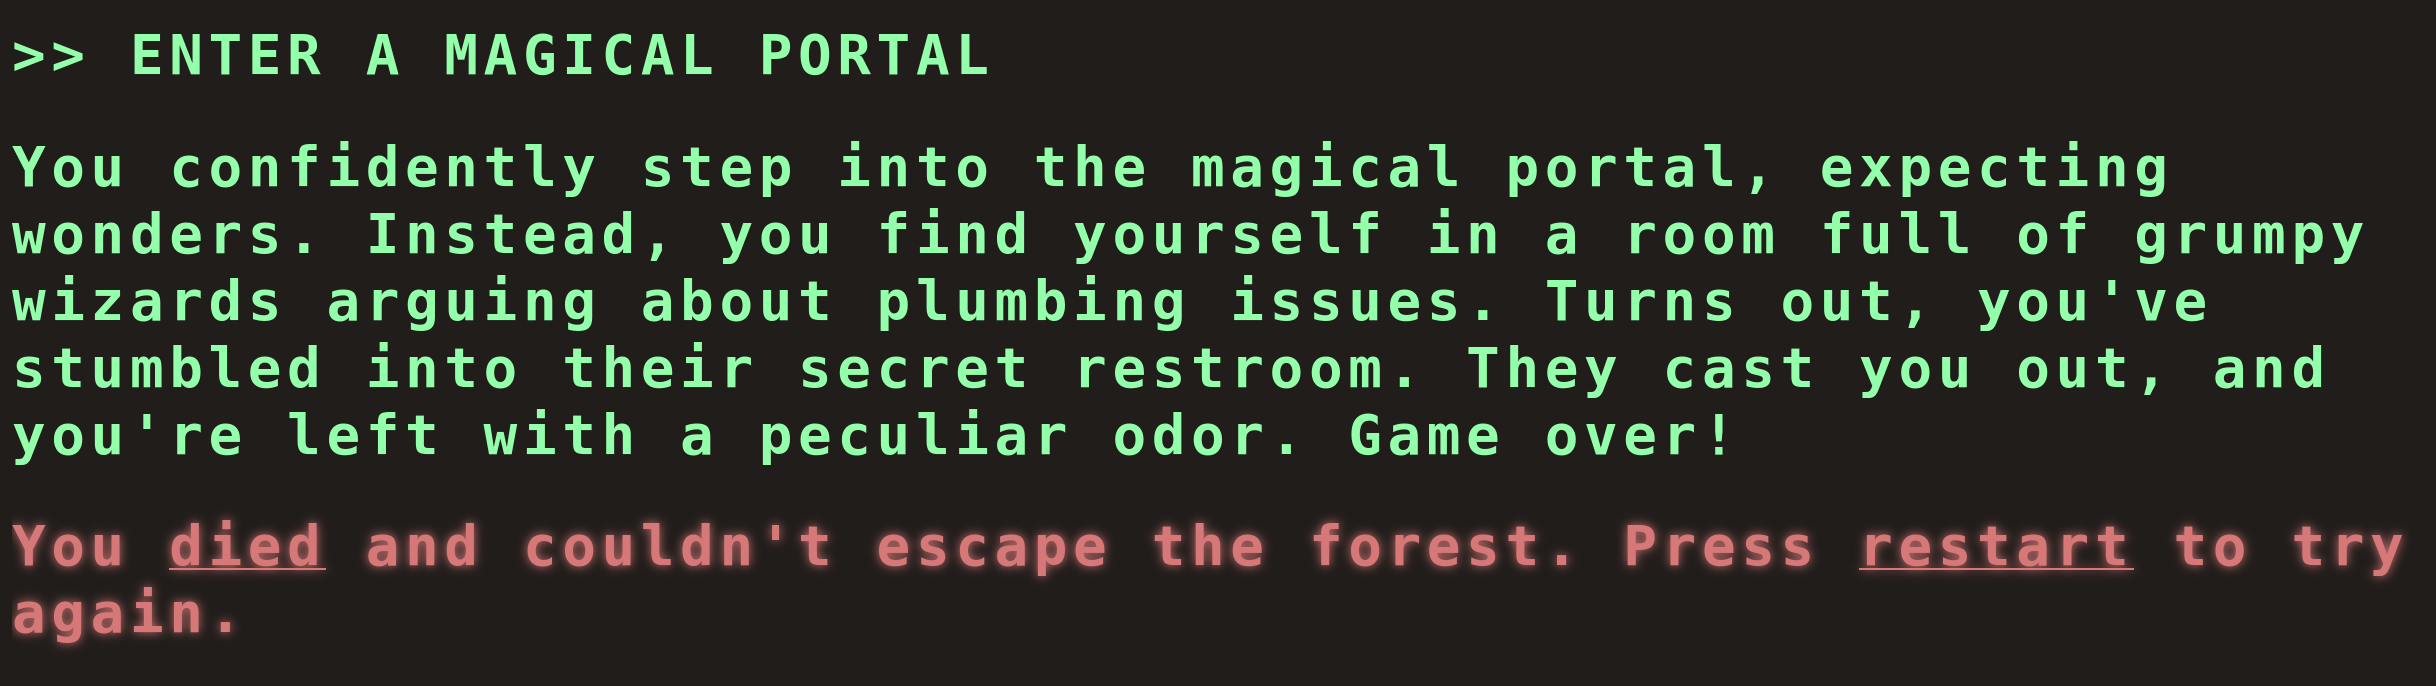 >> ENTER A MAGICAL PORTAL
You confidently step into the magical portal, expecting
wonders. Instead, you find yourself in a room full of grumpy
wizards arguing about plumbing issues. Turns out, you've
stumbled into their secret restroom. They cast you out, and
you're left with a peculiar odor. Game over!
You died and couldn't escape the forest. Press restart to try
again.